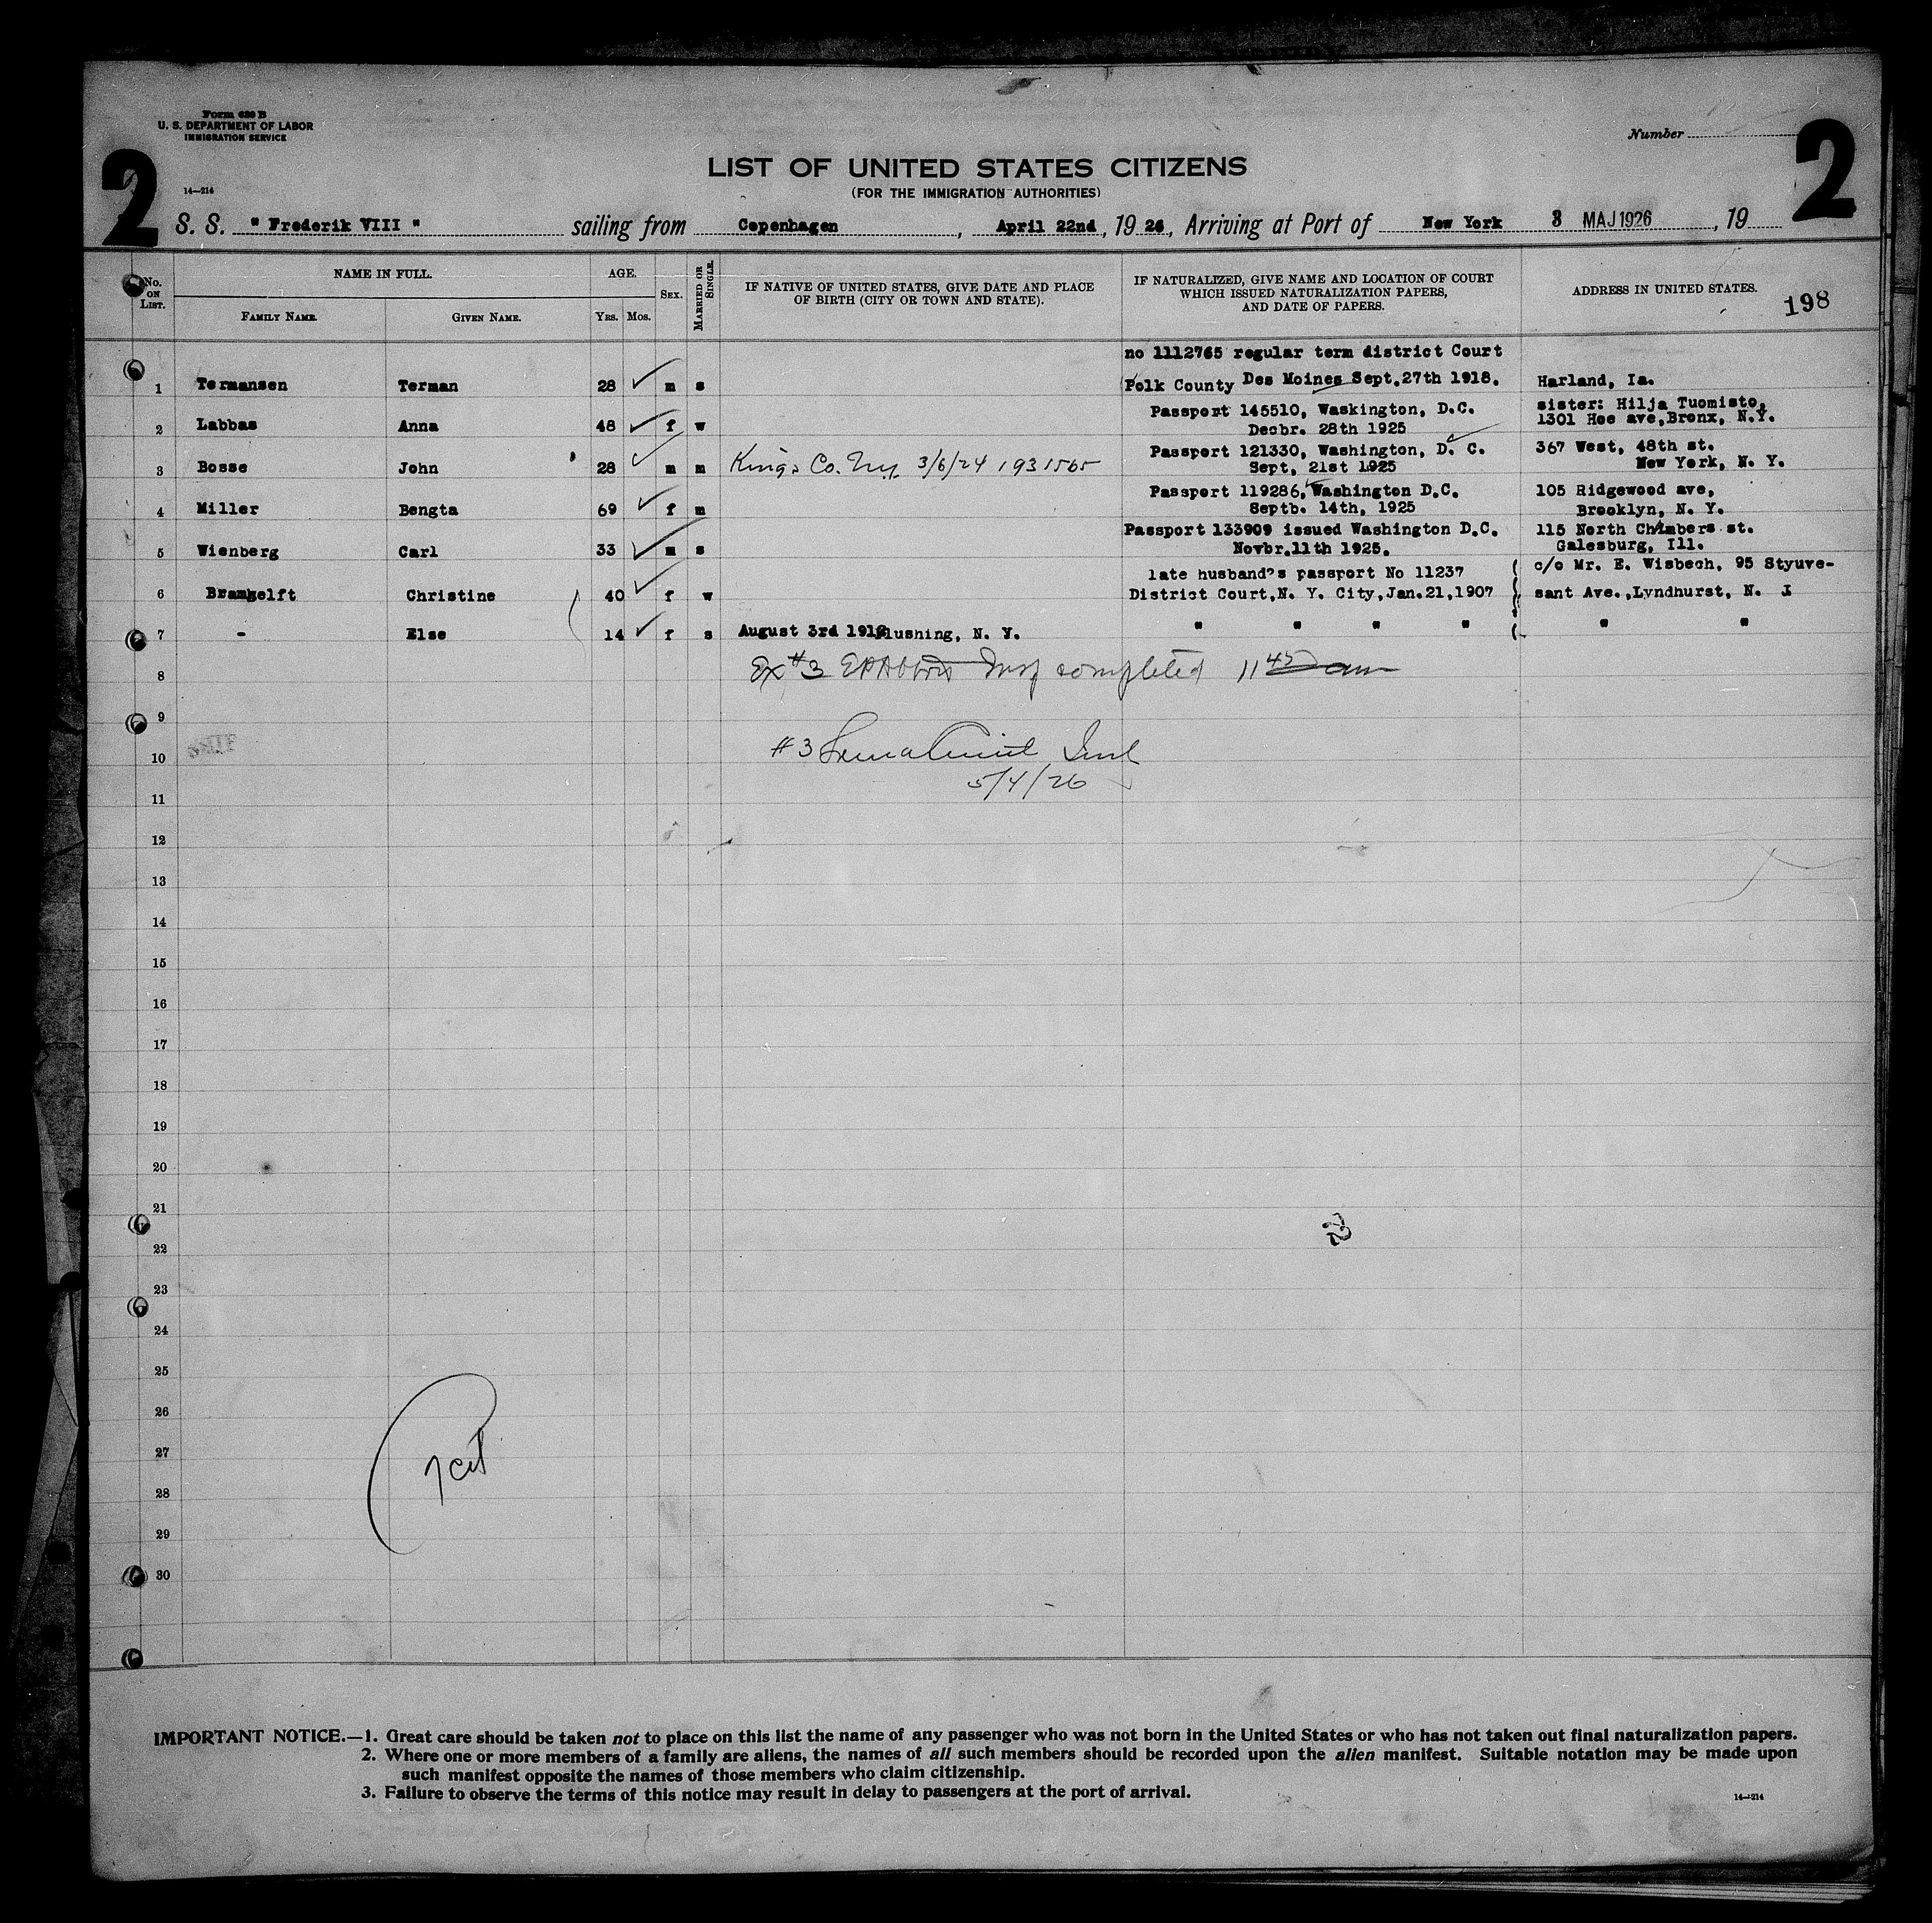 Form 630 B
U. S. DEPARTMENT OF LABOR
IMMIGRATION SERVICE
Number
2
2
14—214
LIST OF UNITED STATES CITIZENS
(FOR THE IMMIGRATION AUTHORITIES)
S. S. " Frederik VIII " sailing from Copenhagen, April 22nd, 19 26, Arriving at Port of New York 3 MAJ 1926, 19
No. ON LIST.
NAME IN FULL.
FAMILY NAME.
GIVEN NAME.
AGE.
YRS.
MOS.
SEX.
MARRIED OR SINGLE.
IF NATIVE OF UNITED STATES, GIVE DATE AND PLACE
OF BIRTH (CITY OR TOWN AND STATE).
IF NATURALIZED, GIVE NAME AND LOCATION OF COURT
WHICH ISSUED NATURALIZATION PAPERS,
AND DATE OF PAPERS.
ADDRESS IN UNITED STATES.
198
no 1112765 regular term district Court
1 Termansen Terman 28 m s Polk County Des Moines Sept.27th 1918. Harland, Ia.
Passport 145510, Waskington, D.C. sister: Hilja Tuomisto,
2 Labbas Anna 48 f w Decbr. 28th 1925 1301 Hoe ave,Bronx, N.Y.
Passport 121330, Washington, D. C. 367 West, 48th st.
3 Bosse John 28 m m Kings Co. N.Y. 3/6/24 1931565 Sept, 21st 1925 New York, N. Y.
Passport 119286, Washington D.C. 105 Ridgewood ave,
4 Miller Bengta 69 f m Septb. 14th, 1925 Brooklyn, N. Y.
Passport 133909 issued Washington D.C. 115 North Chambers st.
5 Wienberg Carl 33 m s Novbr.11th 1925. Galesburg, Ill.
late husband's passport No 11237 c/o Mr. E. Wisbech, 95 Styuve-
6 Christine 40 f w District Court,N. Y. City,Jan.21,1907 sant Ave.,Lyndhurst, N. J
7 - Else 14 f s August 3rd Flushing, N. Y. " " " " " "
8 Ex #3 Insp completed 11 45 am
9
10 #3
11 5/4/26
12
13
14
15
16
17
18
19
20
21
22
23
24
25
26
27 7 cit
28
29
30
IMPORTANT NOTICE.—1. Great care should be taken not to place on this list the name of any passenger who was not born in the United States or who has not taken out final naturalization papers.
2. Where one or more members of a family are aliens, the names of all such members should be recorded upon the alien manifest. Suitable notation may be made upon
such manifest opposite the names of those members who claim citizenship.
3. Failure to observe the terms of this notice may result in delay to passengers at the port of arrival.
14—214